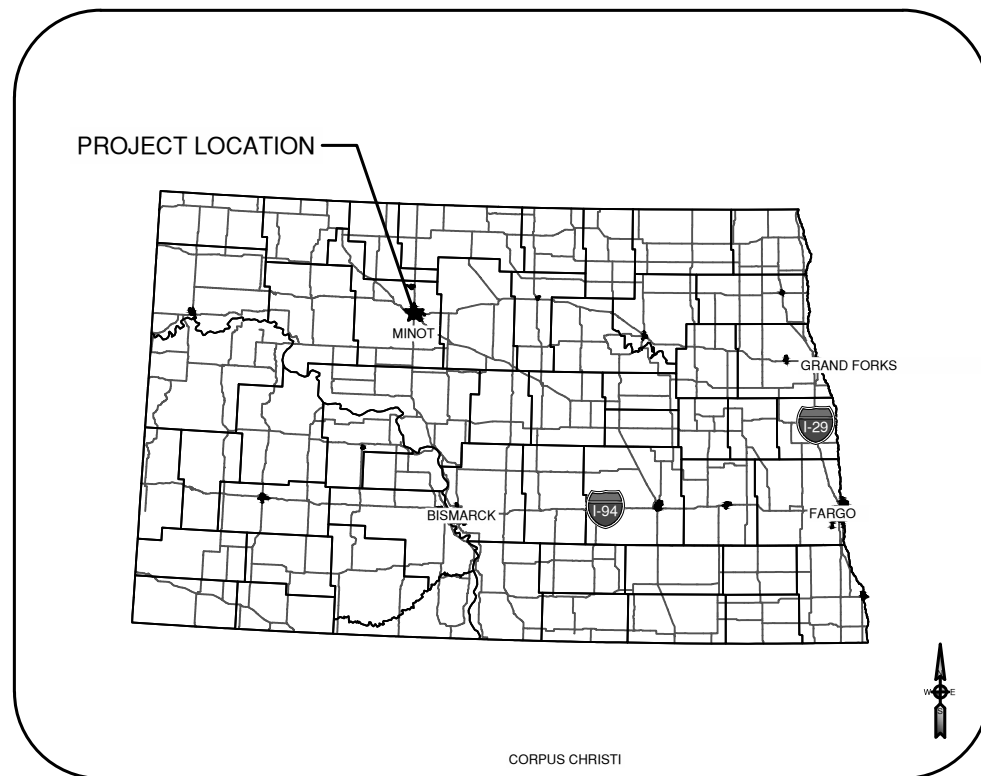 PROJECT LOCATION
MINOT
GRAND FORKS
I-29
I-94
BISMARCK
FARGO
W E
S
CORPUS CHRISTI